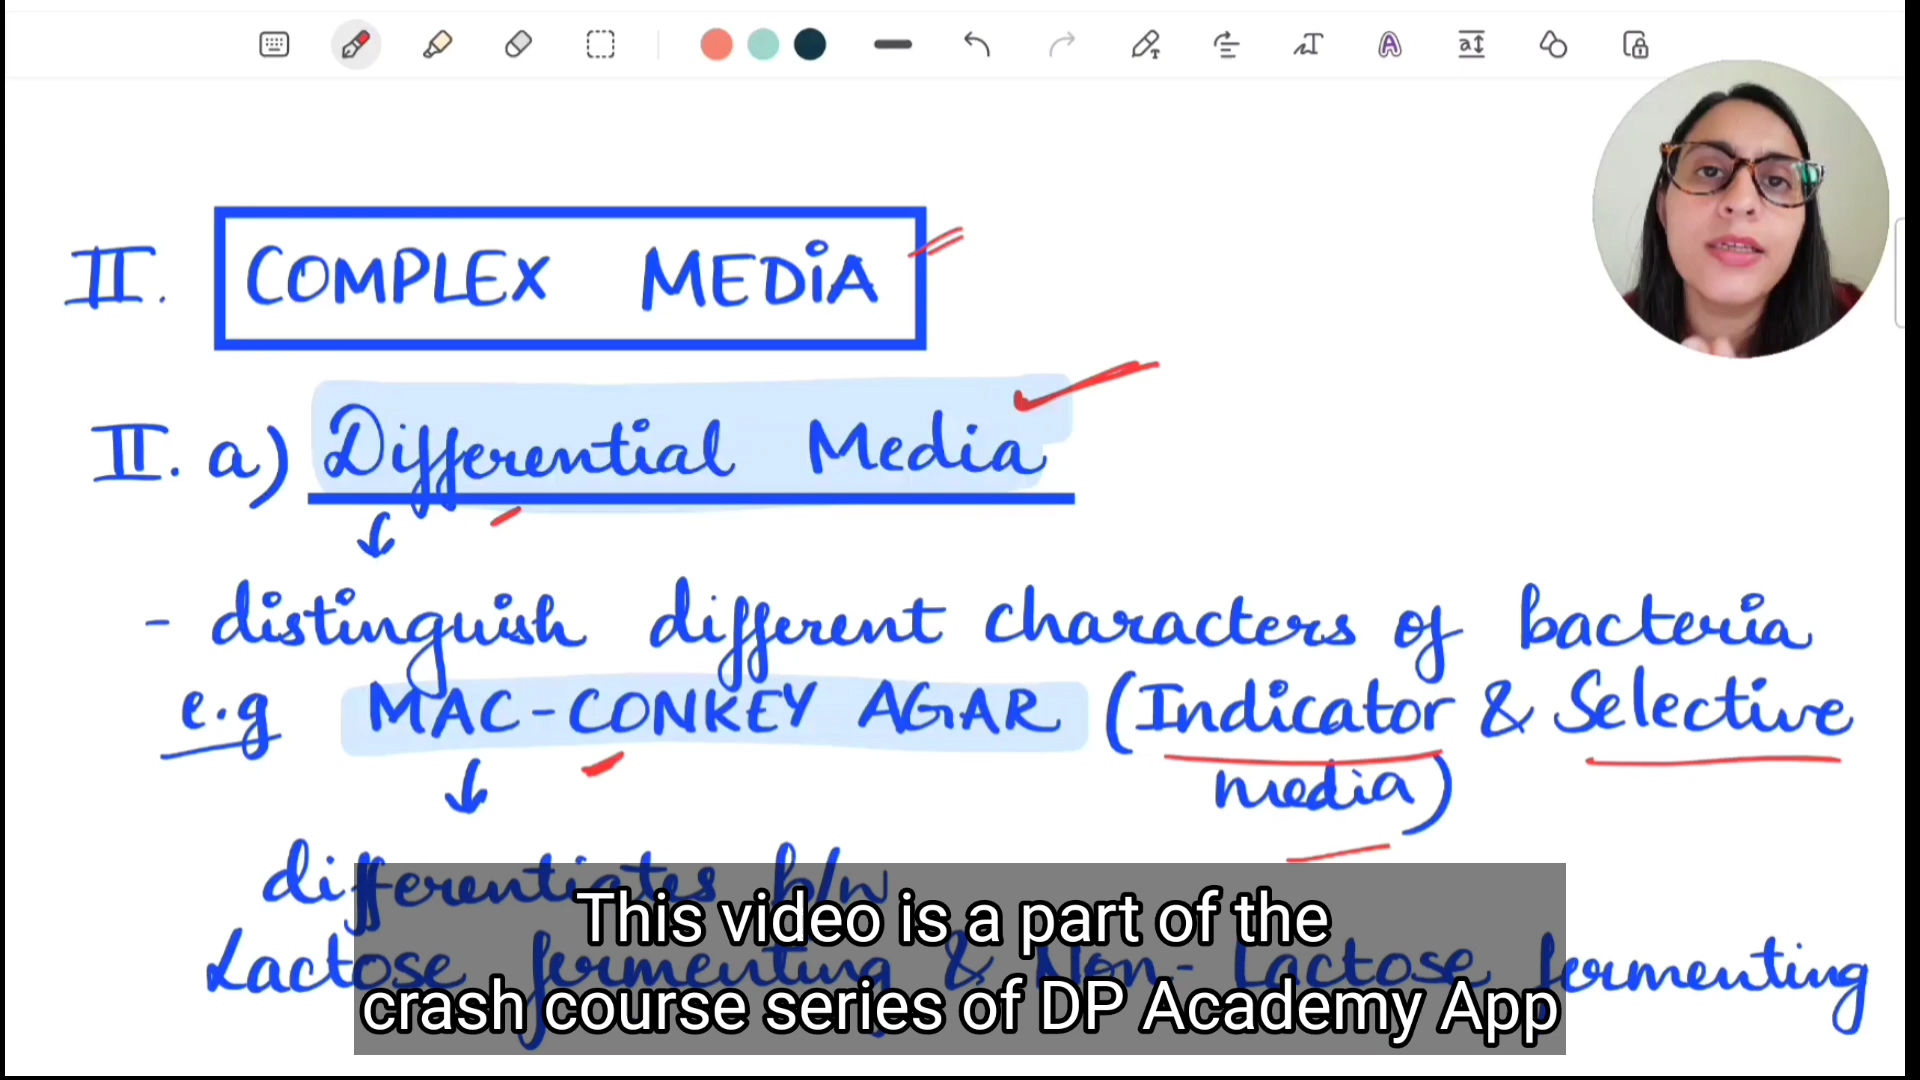 II. COMPLEX MEDIA
II. a) Differential Media
- distinguish different characters of bacteria
e.g MAC-CONKEY AGAR (Indicator & Selective
media)
differentiates b/w
Lactose fermenting & Non-Lactose fermenting
This video is a part of the
crash course series of DP Academy App